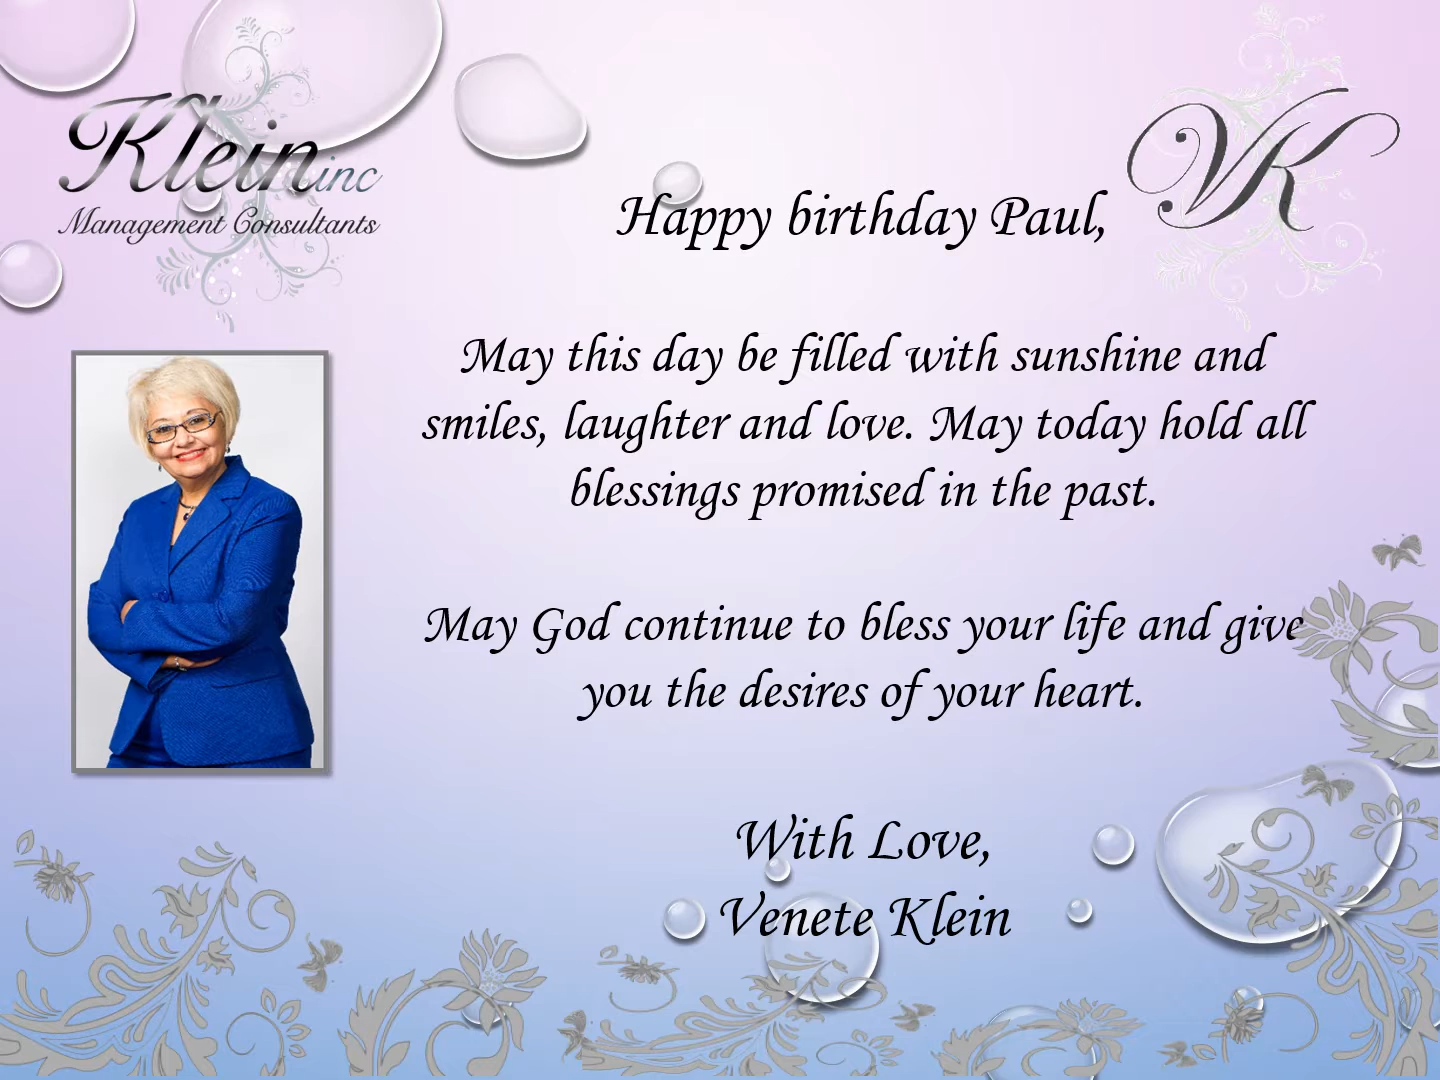 Klein inc
Management Consultants
VK
Happy birthday Paul,
May this day be filled with sunshine and
smiles, laughter and love. May today hold all
blessings promised in the past.
May God continue to bless your life and give
you the desires of your heart.
With Love,
Venete Klein